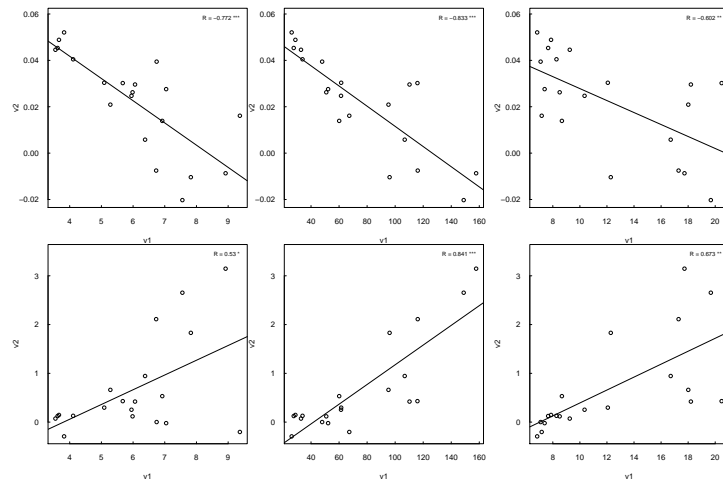 R = −0.772 ***
0.06
0.04
0.02
0.00
−0.02
v2
4 5 6 7 8 9
v1
R = −0.833 ***
0.06
0.04
0.02
0.00
−0.02
v2
40 60 80 100 120 140 160
v1
R = −0.602 **
0.06
0.04
0.02
0.00
−0.02
v2
8 10 12 14 16 18 20
v1
R = 0.53 *
3
2
1
0
v2
4 5 6 7 8 9
v1
R = 0.841 ***
3
2
1
0
v2
40 60 80 100 120 140 160
v1
R = 0.673 **
3
2
1
0
v2
8 10 12 14 16 18 20
v1